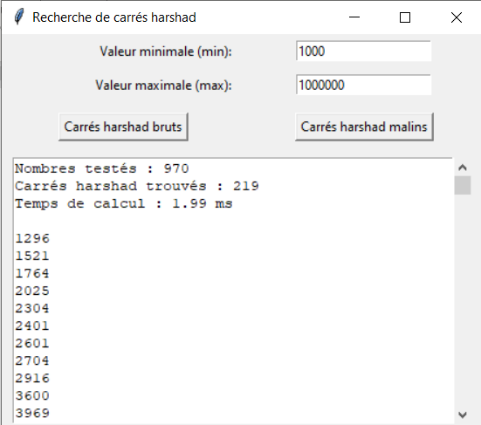 Recherche de carrés harshad
Valeur minimale (min): 1000
Valeur maximale (max): 1000000
Carrés harshad bruts Carrés harshad malins
Nombres testés : 970
Carrés harshad trouvés : 219
Temps de calcul : 1.99 ms
1296
1521
1764
2025
2304
2401
2601
2704
2916
3600
3969